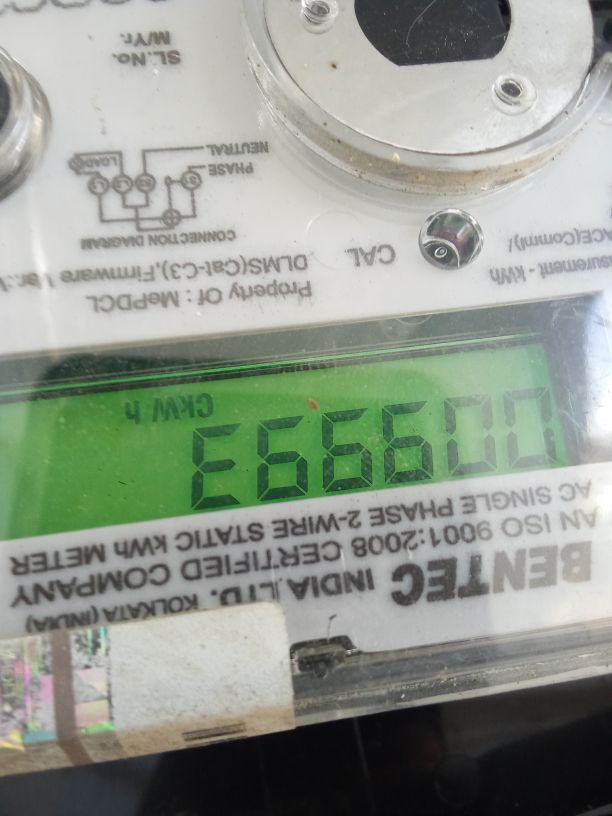 BENTEC INDIA LTD. KOLKATA (INDIA)
AN ISO 9001:2008 CERTIFIED COMPANY
AC SINGLE PHASE 2-WIRE STATIC kWh METER
009993
CkW h
Property Of : MePDCL
DLMS(Cat-C3),Firmware
CAL
kWh
CONNECTION DIAGRAM
PHASE
NEUTRAL
LOAD
SL.No.
M/Yr.